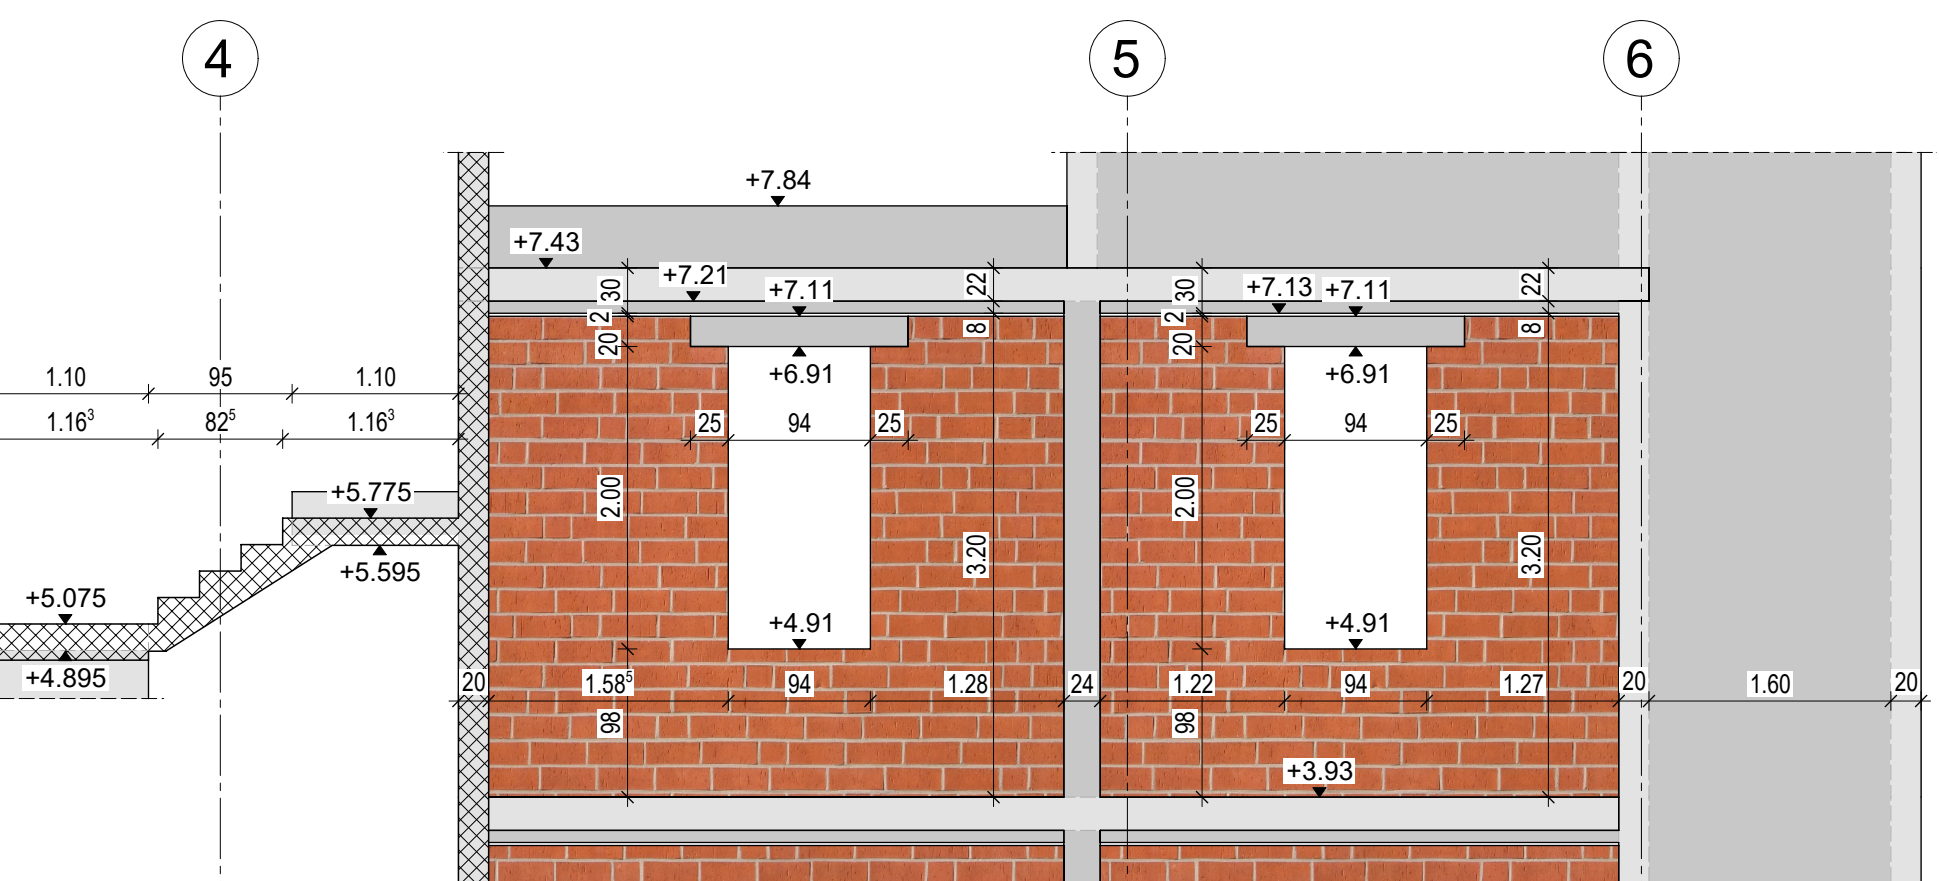 4 5 6
+7.84
+7.43
+7.21 +7.11 +7.13 +7.11
30 22 30 22
2 8 2 8
20 20
+6.91 +6.91
1.10 95 1.10
1.16³ 82⁵ 1.16³
25 94 25 25 94 25
+5.775
2.00 2.00
3.20 3.20
+5.595
+5.075
+4.91 +4.91
+4.895
20 1.58⁵ 94 1.28 24 1.22 94 1.27 20 1.60 20
98 98
+3.93